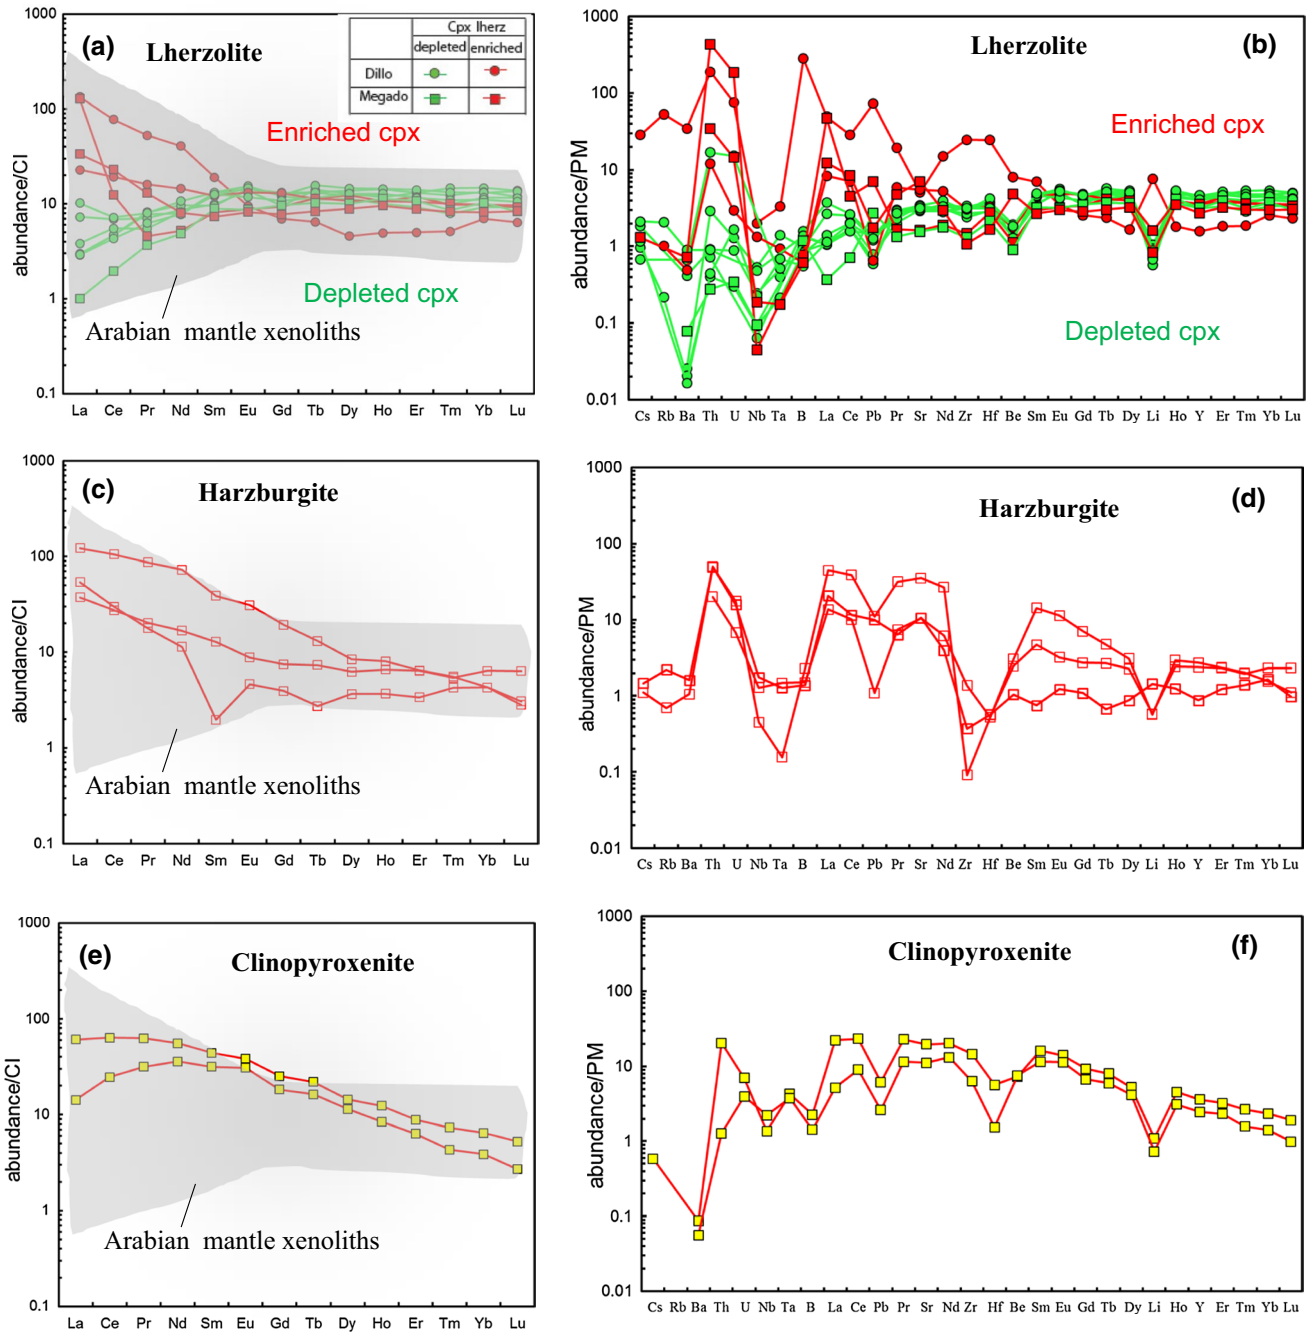 (a)
Lherzolite
Cpx lherz
depleted enriched
Dillo
Megado
Enriched cpx
Depleted cpx
Arabian mantle xenoliths
abundance/CI
1000
100
10
1
0.1
La Ce Pr Nd Sm Eu Gd Tb Dy Ho Er Tm Yb Lu
(b)
Lherzolite
Enriched cpx
Depleted cpx
abundance/PM
1000
100
10
1
0.1
0.01
Cs Rb Ba Th U Nb Ta B La Ce Pb Pr Sr Nd Zr Hf Be Sm Eu Gd Tb Dy Li Ho Y Er Tm Yb Lu
(c)
Harzburgite
Arabian mantle xenoliths
abundance/CI
1000
100
10
1
0.1
La Ce Pr Nd Sm Eu Gd Tb Dy Ho Er Tm Yb Lu
(d)
Harzburgite
abundance/PM
1000
100
10
1
0.1
0.01
Cs Rb Ba Th U Nb Ta B La Ce Pb Pr Sr Nd Zr Hf Be Sm Eu Gd Tb Dy Li Ho Y Er Tm Yb Lu
(e)
Clinopyroxenite
Arabian mantle xenoliths
abundance/CI
1000
100
10
1
0.1
La Ce Pr Nd Sm Eu Gd Tb Dy Ho Er Tm Yb Lu
(f)
Clinopyroxenite
abundance/PM
1000
100
10
1
0.1
0.01
Cs Rb Ba Th U Nb Ta B La Ce Pb Pr Sr Nd Zr Hf Be Sm Eu Gd Tb Dy Li Ho Y Er Tm Yb Lu